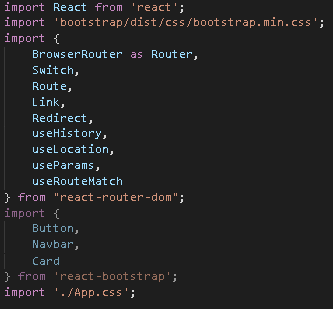 import React from 'react';
import 'bootstrap/dist/css/bootstrap.min.css';
import {
    BrowserRouter as Router,
    Switch,
    Route,
    Link,
    Redirect,
    useHistory,
    useLocation,
    useParams,
    useRouteMatch
} from "react-router-dom";
import {
    Button,
    Navbar,
    Card
} from 'react-bootstrap';
import './App.css';